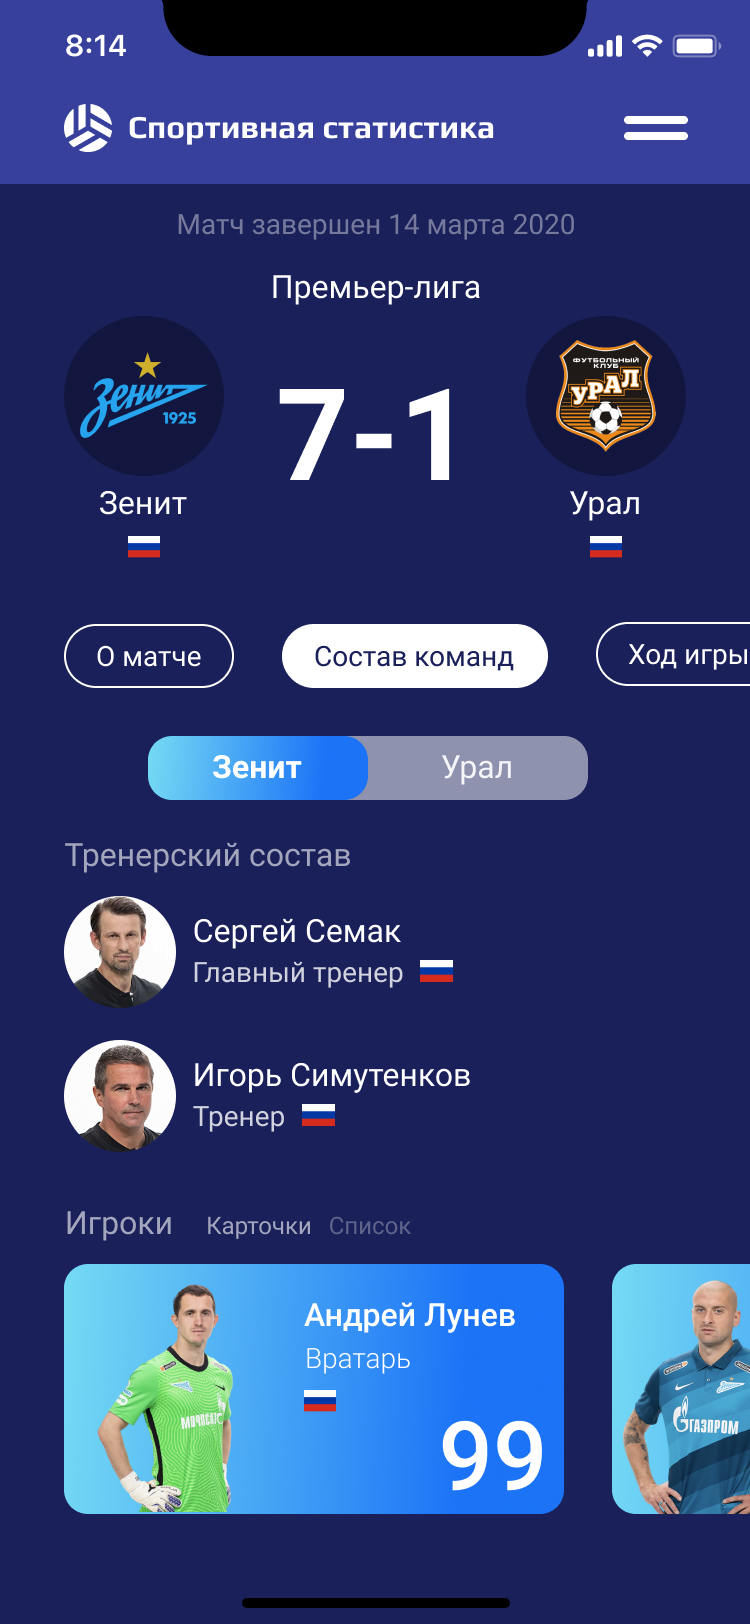 8:14
Спортивная статистика
Матч завершен 14 марта 2020
Премьер-лига
Зенит
1925
7-1
ФУТБОЛЬНЫЙ
КЛУБ
УРАЛ
Зенит
Урал
О матче
Состав команд
Ход игры
Зенит
Урал
Тренерский состав
Сергей Семак
Главный тренер
Игорь Симутенков
Тренер
Игроки
Карточки
Список
Андрей Лунев
Вратарь
99
ГАЗПРОМ